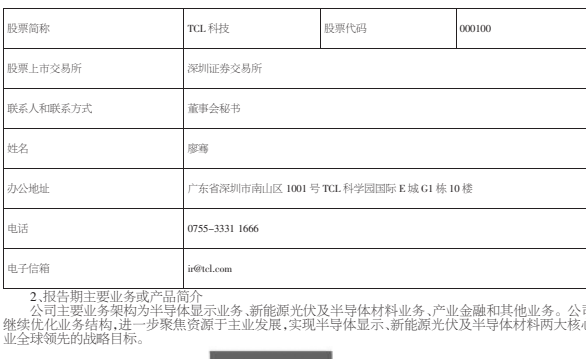 股票简称 TCL 科技 股票代码 000100
股票上市交易所 深圳证券交易所
联系人和联系方式 董事会秘书
姓名 廖骞
办公地址 广东省深圳市南山区 1001 号 TCL 科学园国际 E 城 G1 栋 10 楼
电话 0755-3331 1666
电子信箱 ir@tcl.com
2、报告期主要业务或产品简介
公司主要业务架构为半导体显示业务、新能源光伏及半导体材料业务、产业金融和其他业务。公司
继续优化业务结构,进一步聚焦资源于主业发展,实现半导体显示、新能源光伏及半导体材料两大核心
业全球领先的战略目标。